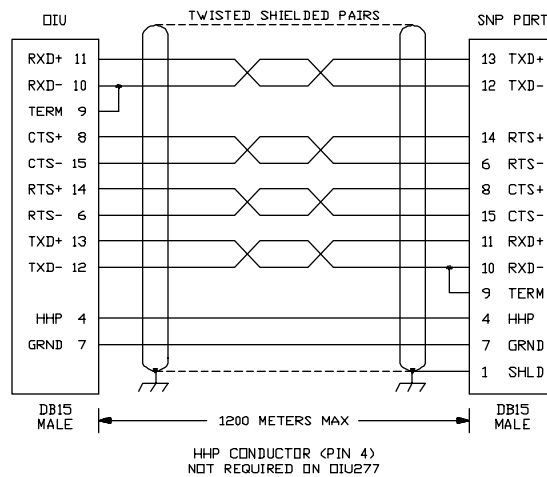 OIU TWISTED SHIELDED PAIRS SNP PORT
RXD+ 11 13 TXD+
RXD- 10 12 TXD-
TERM 9
CTS+ 8 14 RTS+
CTS- 15 6 RTS-
RTS+ 14 8 CTS+
RTS- 6 15 CTS-
TXD+ 13 11 RXD+
TXD- 12 10 RXD-
9 TERM
HHP 4 4 HHP
GRND 7 7 GRND
1 SHLD
DB15 MALE 1200 METERS MAX DB15 MALE
HHP CONDUCTOR (PIN 4)
NOT REQUIRED ON OIU277